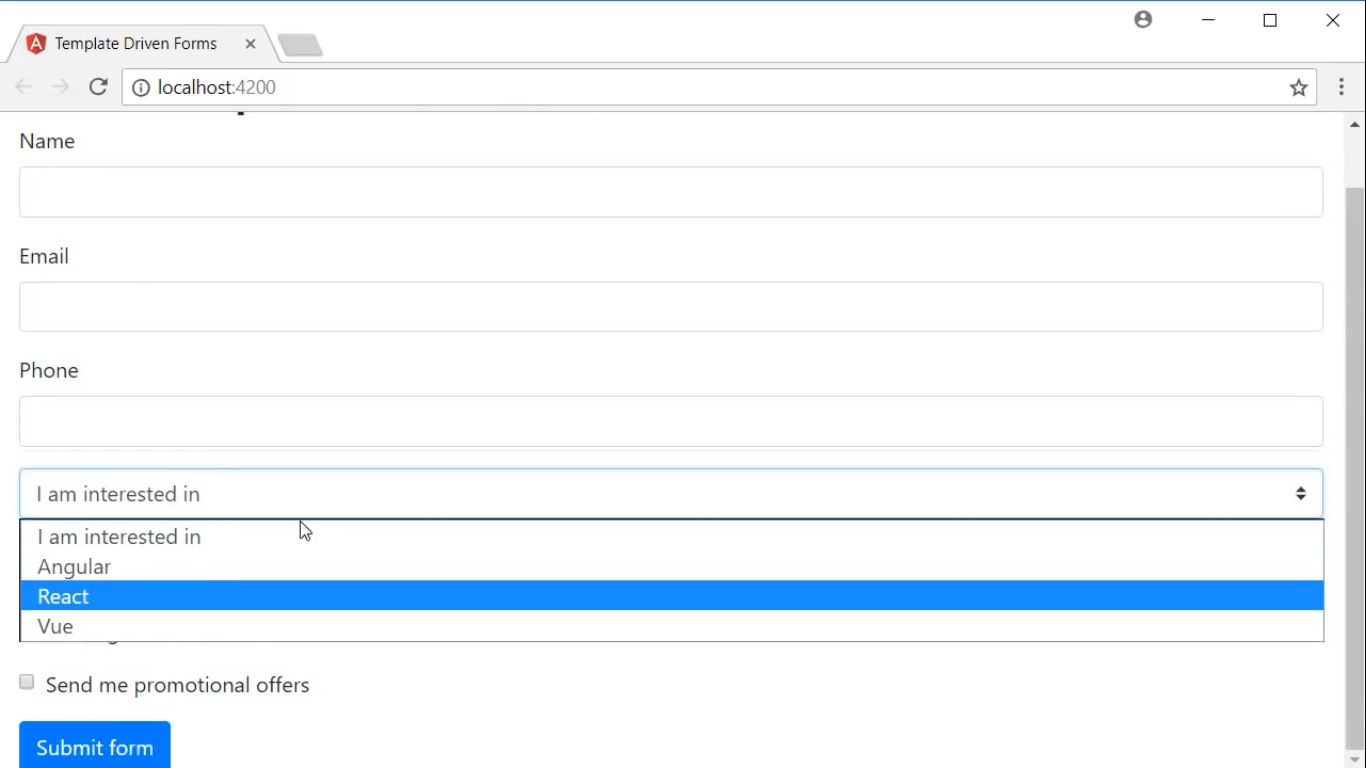 Template Driven Forms
localhost:4200
Name
Email
Phone
I am interested in
I am interested in
Angular
React
Vue
Send me promotional offers
Submit form